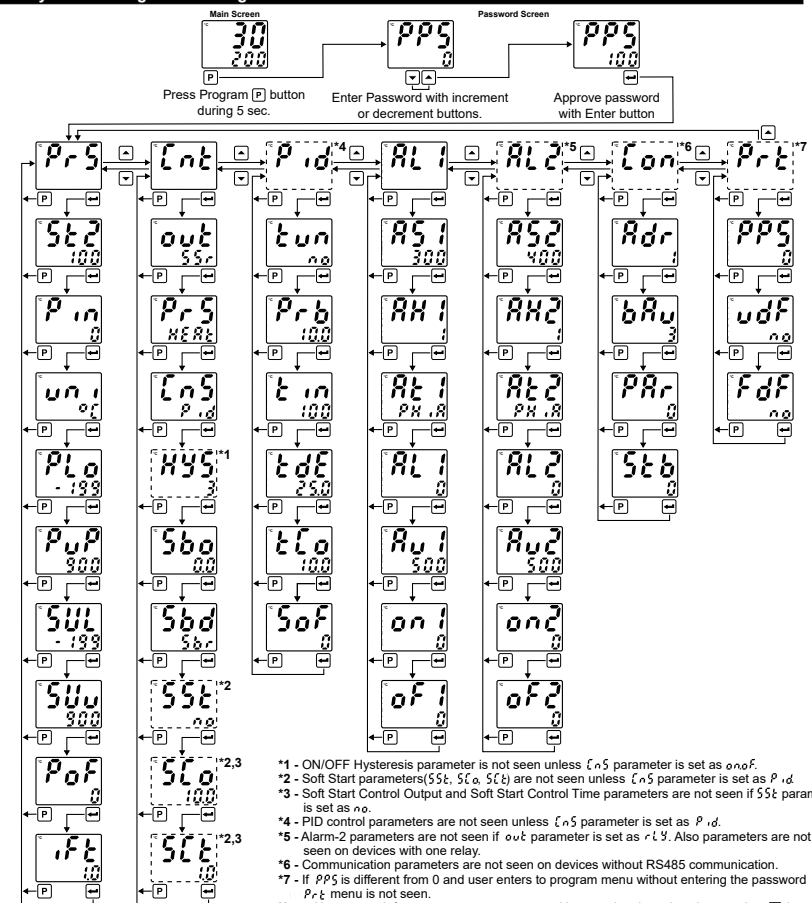 Main Screen
Password Screen
°C 30 200
°C PPS 0
°C PPS 100
P
Press Program P button
during 5 sec.
Enter Password with increment
or decrement buttons.
Approve password
with Enter button
PrS Cnt Pid *4 AL1 AL2 *5 Con *6 Prt *7
P P P P P P P
St2 100 out SSr tun no AS1 300 AS2 400 Adr 1 PPS 0
P P P P P P P
Pin 0 PrS HEAt Prb 10.0 AH1 1 AH2 1 bAu 3 udF no
P P P P P P P
uni °C CnS Pid tin 100 At1 PHiA At2 PHiA PAr 0 FdF no
P P P P P P P
PLo -199 HYS 3 *1 tdE 25.0 AL1 0 AL2 0 Stb 0
P P P P P P
PuP 900 Sbo 0.0 tCo 10.0 Au1 500 Au2 500
P P P P P
SUL -199 Sbd Sbr SoF 0 on1 0 on2 0
P P P P P
SUu 900 SSt no *2 oF1 0 oF2 0
P P P P
PoF 0 SCo 10.0 *2,3
P P
iFt 1.0 SCt 1.0 *2,3
P P
*1 - ON/OFF Hysteresis parameter is not seen unless CnS parameter is set as onoF.
*2 - Soft Start parameters(SSt, SCo, SCt) are not seen unless CnS parameter is set as Pid.
*3 - Soft Start Control Output and Soft Start Control Time parameters are not seen if SSt param
is set as no.
*4 - PID control parameters are not seen unless CnS parameter is set as Pid.
*5 - Alarm-2 parameters are not seen if out parameter is set as rLY. Also parameters are not
seen on devices with one relay.
*6 - Communication parameters are not seen on devices without RS485 communication.
*7 - If PPS is different from 0 and user enters to program menu without entering the password
Prt menu is not seen.